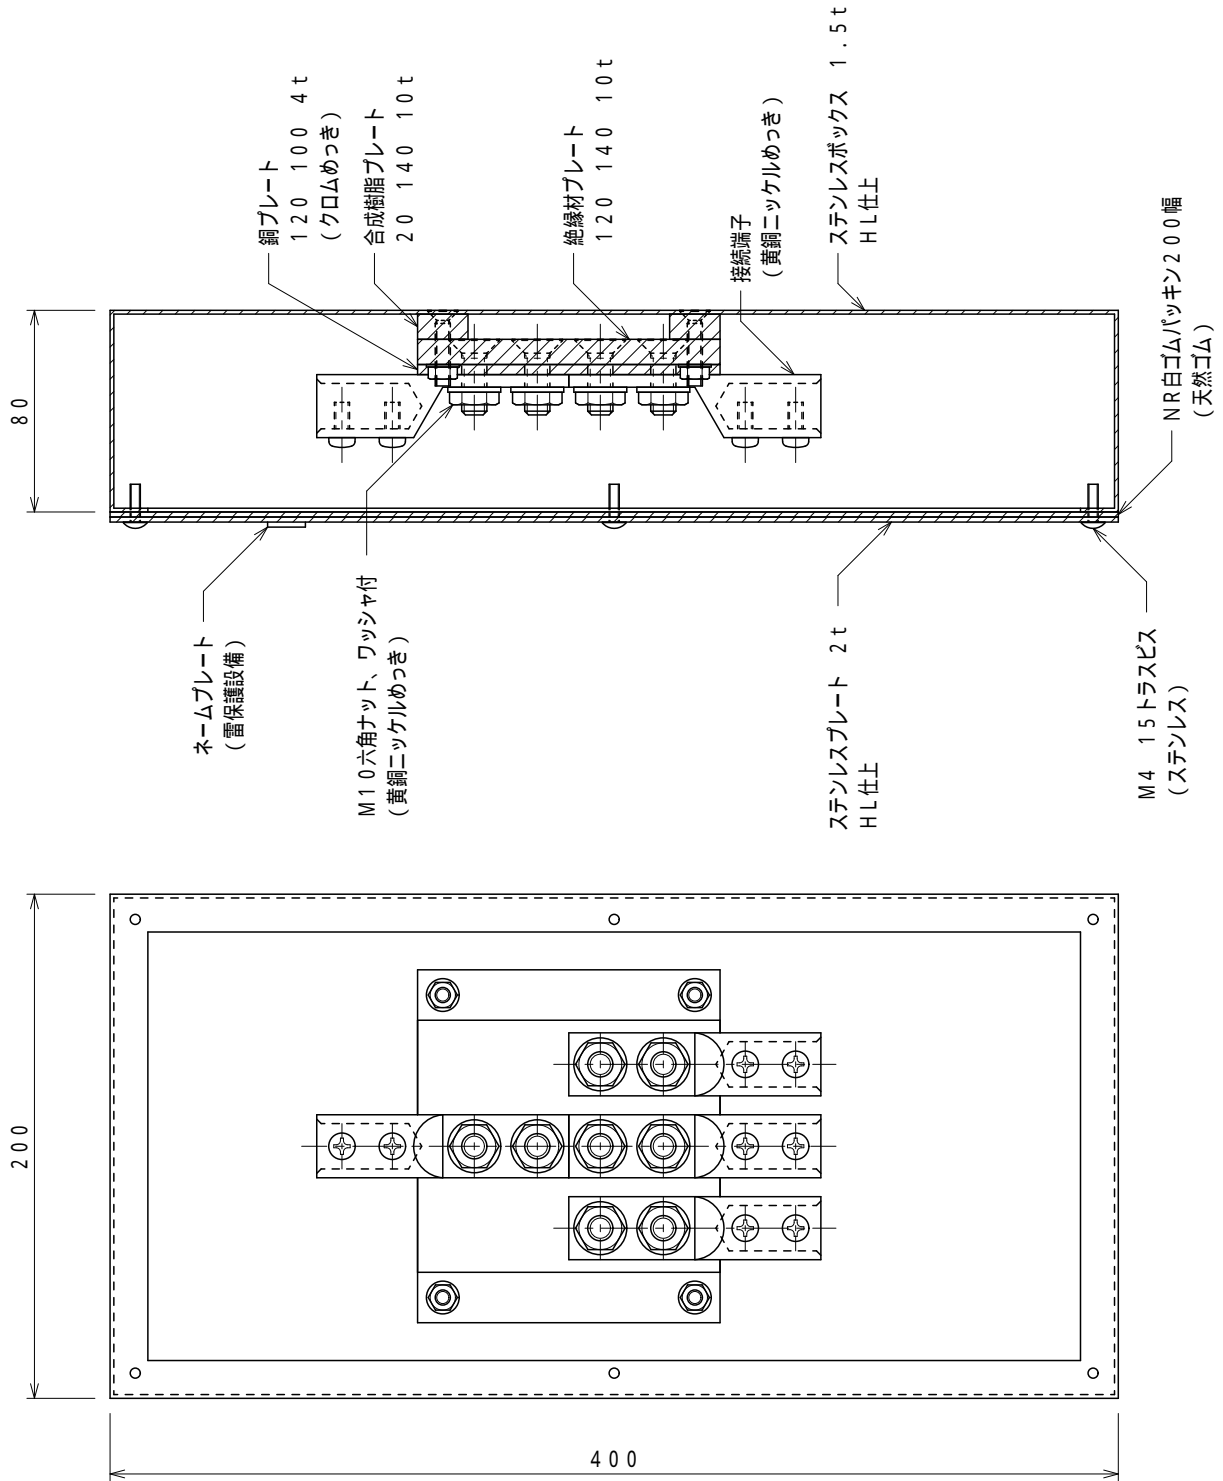 銅プレート
120 100 4t
(クロムめっき)
合成樹脂プレート
20 140 10t
絶縁材プレート
120 140 10t
接続端子
(黄銅ニッケルめっき)
ステンレスボックス 1.5t
HL仕上
NR白ゴムパッキン200幅
(天然ゴム)
80
ネームプレート
(雷保護設備)
M10六角ナット、ワッシャ付
(黄銅ニッケルめっき)
ステンレスプレート 2t
HL仕上
M4 15トラスビス
(ステンレス)
200
400